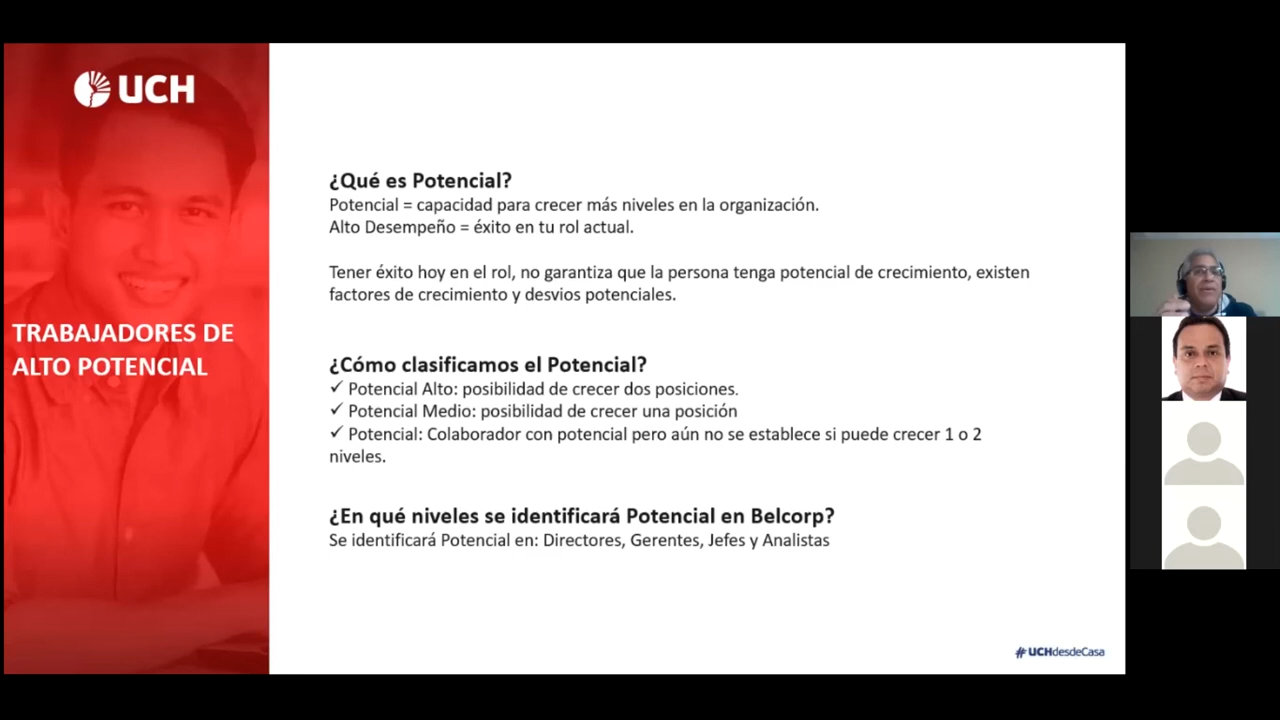 UCH
TRABAJADORES DE
ALTO POTENCIAL
¿Qué es Potencial?
Potencial = capacidad para crecer más niveles en la organización.
Alto Desempeño = éxito en tu rol actual.
Tener éxito hoy en el rol, no garantiza que la persona tenga potencial de crecimiento, existen
factores de crecimiento y desvios potenciales.
¿Cómo clasificamos el Potencial?
✓ Potencial Alto: posibilidad de crecer dos posiciones.
✓ Potencial Medio: posibilidad de crecer una posición
✓ Potencial: Colaborador con potencial pero aún no se establece si puede crecer 1 o 2
niveles.
¿En qué niveles se identificará Potencial en Belcorp?
Se identificará Potencial en: Directores, Gerentes, Jefes y Analistas
#UCHdesdeCasa